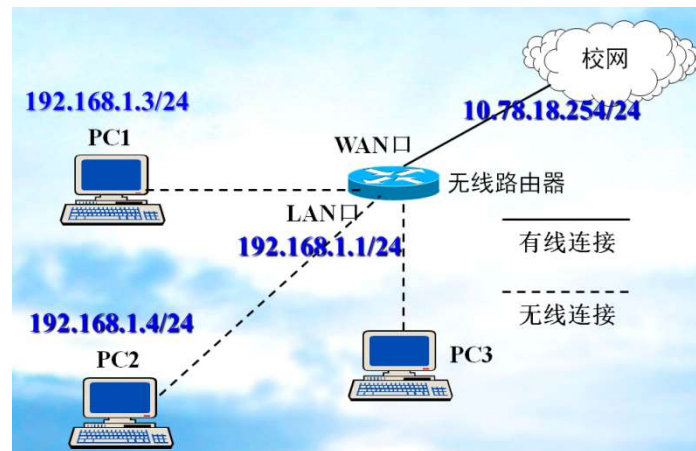 校网
192.168.1.3/24
10.78.18.254/24
PC1
WAN口
无线路由器
LAN口
192.168.1.1/24
有线连接
192.168.1.4/24
无线连接
PC2
PC3